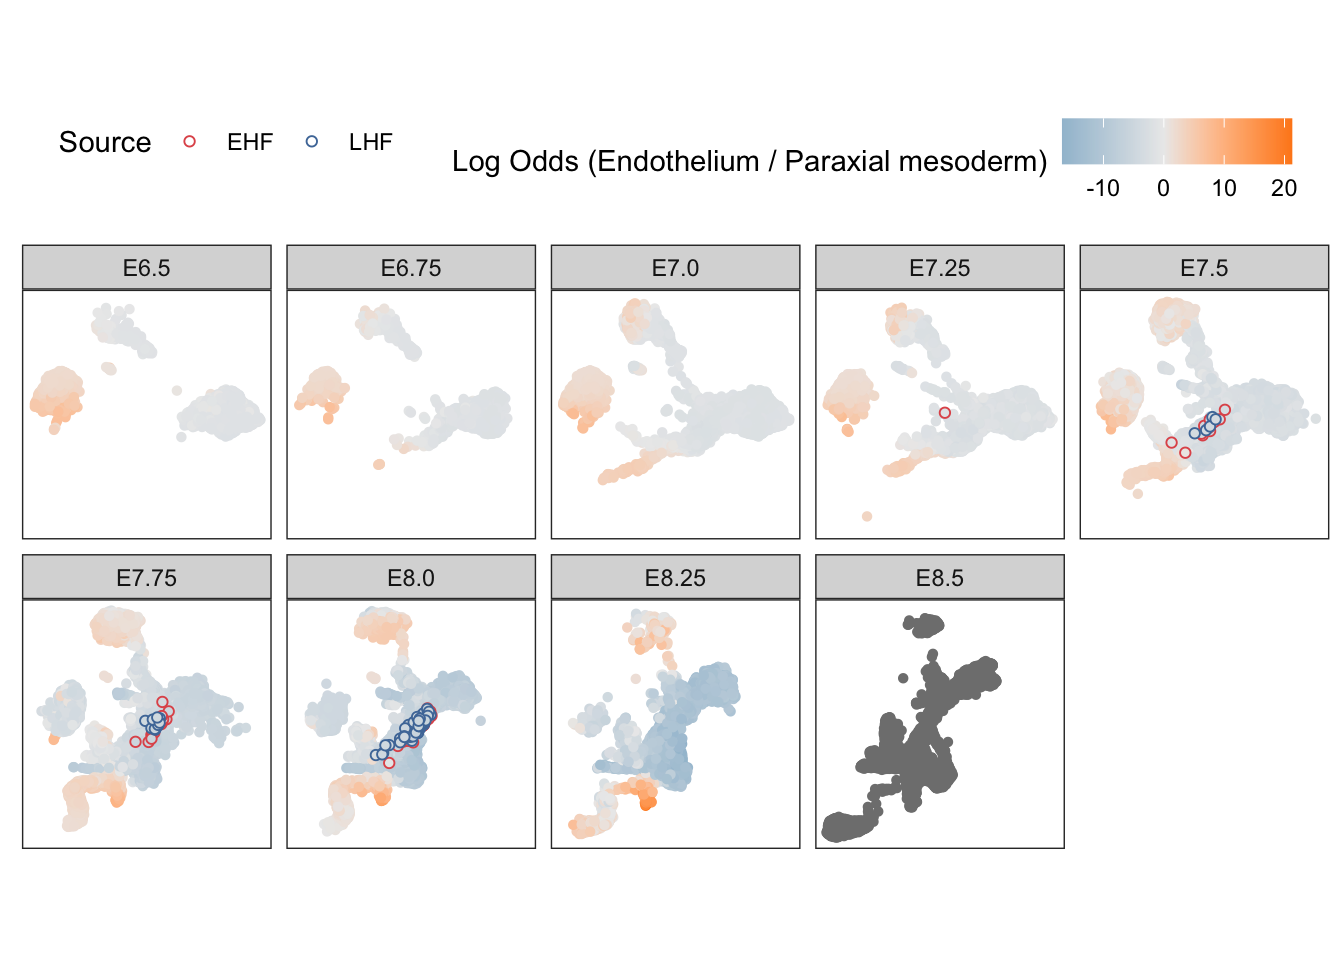 Source EHF LHF
Log Odds (Endothelium / Paraxial mesoderm)
-10 0 10 20
E6.5 E6.75 E7.0 E7.25 E7.5
E7.75 E8.0 E8.25 E8.5